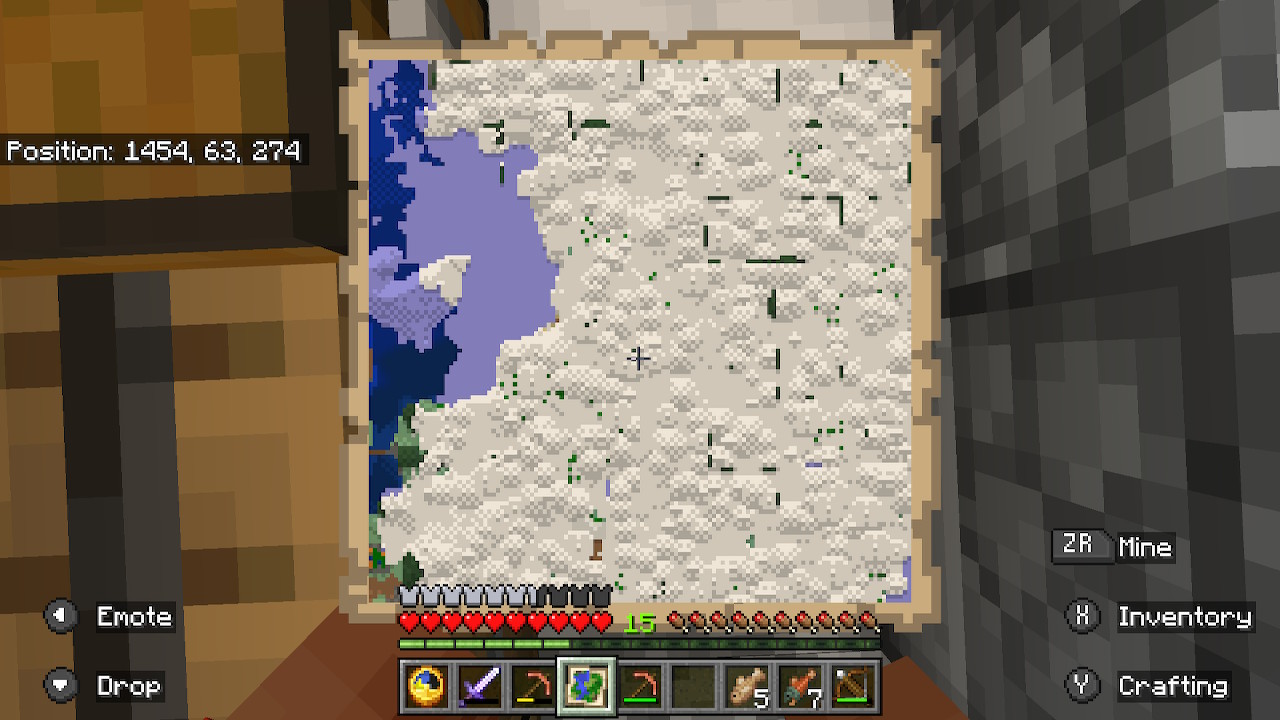 Position: 1454, 63, 274
ZR Mine
Emote
X Inventory
Drop
Y Crafting
15
5
7